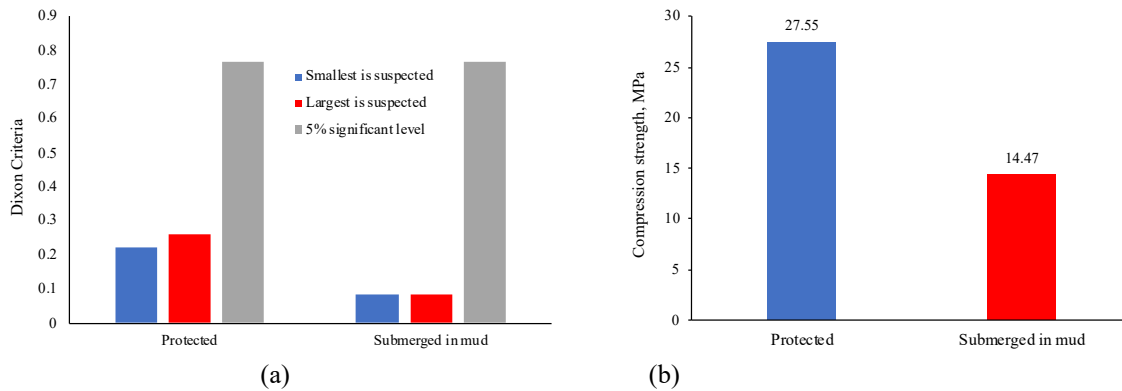 Dixon Criteria
0.9
0.8
0.7
0.6
0.5
0.4
0.3
0.2
0.1
0
Smallest is suspected
Largest is suspected
5% significant level
Protected
Submerged in mud
(a)
Compression strength, MPa
30
25
20
15
10
5
0
27.55
14.47
Protected
Submerged in mud
(b)